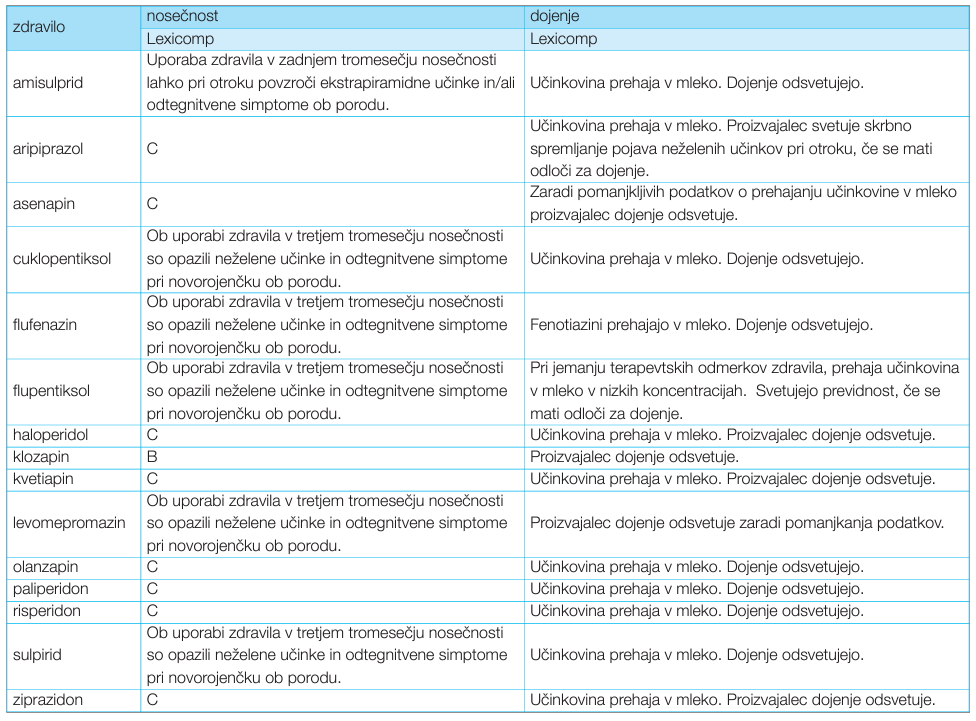 zdravilo
nosečnost
dojenje
Lexicomp
Lexicomp
amisulprid
Uporaba zdravila v zadnjem tromesečju nosečnosti
lahko pri otroku povzroči ekstrapiramidne učinke in/ali
odtegnitvene simptome ob porodu.
Učinkovina prehaja v mleko. Dojenje odsvetujejo.
aripiprazol
C
Učinkovina prehaja v mleko. Proizvajalec svetuje skrbno
spremljanje pojava neželenih učinkov pri otroku, če se mati
odloči za dojenje.
asenapin
C
Zaradi pomanjkljivih podatkov o prehajanju učinkovine v mleko
proizvajalec dojenje odsvetuje.
cuklopentiksol
Ob uporabi zdravila v tretjem tromesečju nosečnosti
so opazili neželene učinke in odtegnitvene simptome
pri novorojenčku ob porodu.
Učinkovina prehaja v mleko. Dojenje odsvetujejo.
flufenazin
Ob uporabi zdravila v tretjem tromesečju nosečnosti
so opazili neželene učinke in odtegnitvene simptome
pri novorojenčku ob porodu.
Fenotiazini prehajajo v mleko. Dojenje odsvetujejo.
flupentiksol
Ob uporabi zdravila v tretjem tromesečju nosečnosti
so opazili neželene učinke in odtegnitvene simptome
pri novorojenčku ob porodu.
Pri jemanju terapevtskih odmerkov zdravila, prehaja učinkovina
v mleko v nizkih koncentracijah.  Svetujejo previdnost, če se
mati odloči za dojenje.
haloperidol
C
Učinkovina prehaja v mleko. Proizvajalec dojenje odsvetuje.
klozapin
B
Proizvajalec dojenje odsvetuje.
kvetiapin
C
Učinkovina prehaja v mleko. Proizvajalec dojenje odsvetuje.
levomepromazin
Ob uporabi zdravila v tretjem tromesečju nosečnosti
so opazili neželene učinke in odtegnitvene simptome
pri novorojenčku ob porodu.
Proizvajalec dojenje odsvetuje zaradi pomanjkanja podatkov.
olanzapin
C
Učinkovina prehaja v mleko. Dojenje odsvetujejo.
paliperidon
C
Učinkovina prehaja v mleko. Dojenje odsvetujejo.
risperidon
C
Učinkovina prehaja v mleko. Dojenje odsvetujejo.
sulpirid
Ob uporabi zdravila v tretjem tromesečju nosečnosti
so opazili neželene učinke in odtegnitvene simptome
pri novorojenčku ob porodu.
Učinkovina prehaja v mleko. Dojenje odsvetujejo.
ziprazidon
C
Učinkovina prehaja v mleko. Proizvajalec dojenje odsvetuje.